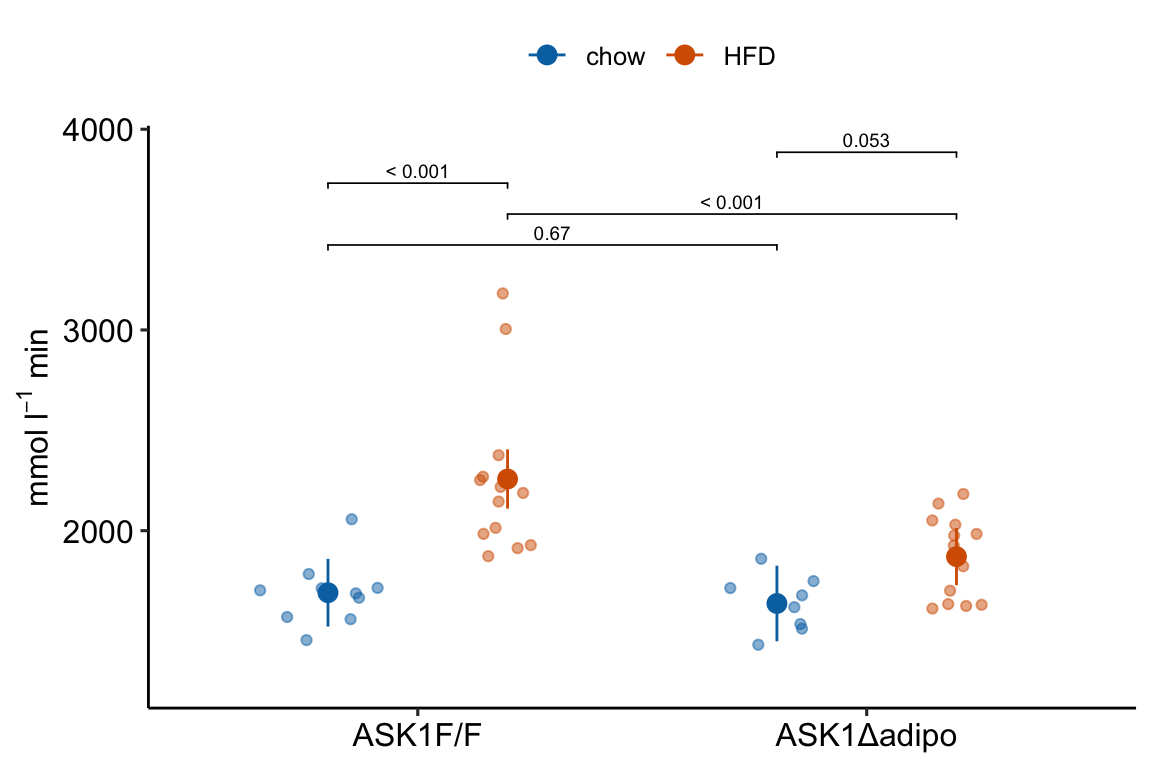 chow HFD
4000
0.053
< 0.001
< 0.001
0.67
3000
mmol l⁻¹ min
2000
ASK1F/F ASK1Δadipo